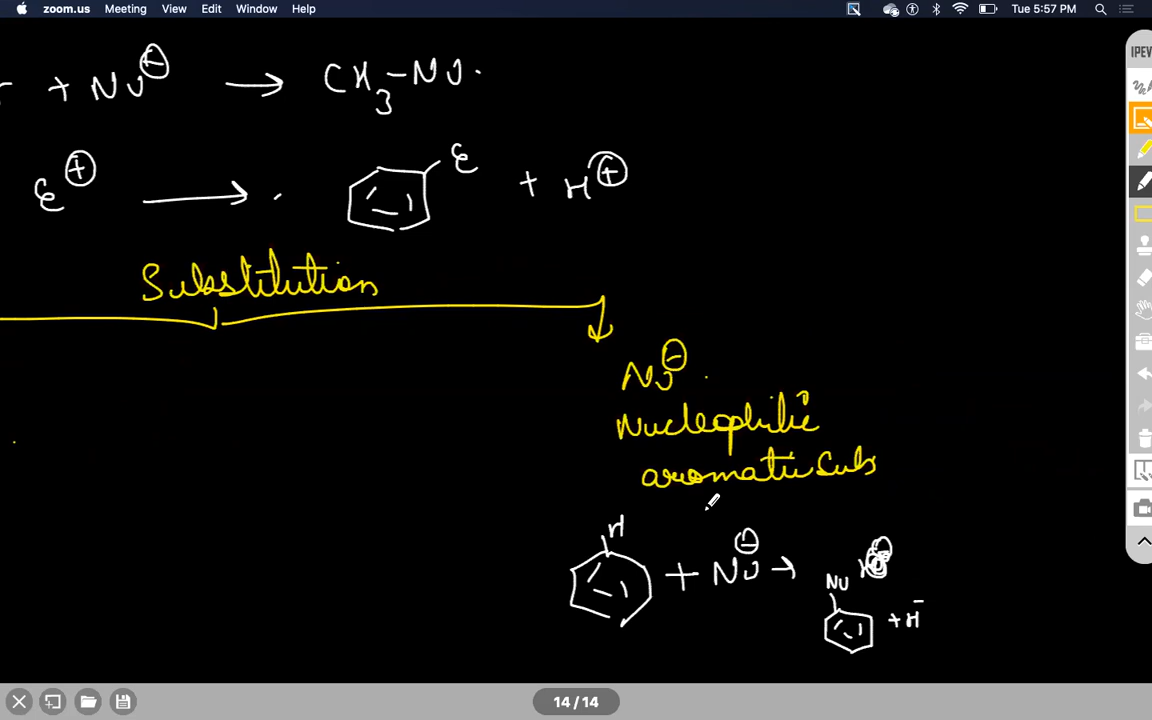 zoom.us Meeting View Edit Window Help Tue 5:57 PM
IPEV
+ Nu⊖ → CH3-Nu.
E⊕ → E + H⊕
Substitution
Nu⊖
Nucleophilic
aromatic Subs
H
+ Nu⊖ → Nu
+ H⁻
14 / 14